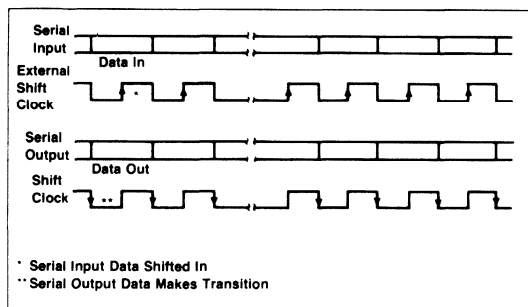 Serial
Input
Data In
External
Shift
Clock
*
Serial
Output
Data Out
Shift
Clock
**
* Serial Input Data Shifted In
** Serial Output Data Makes Transition